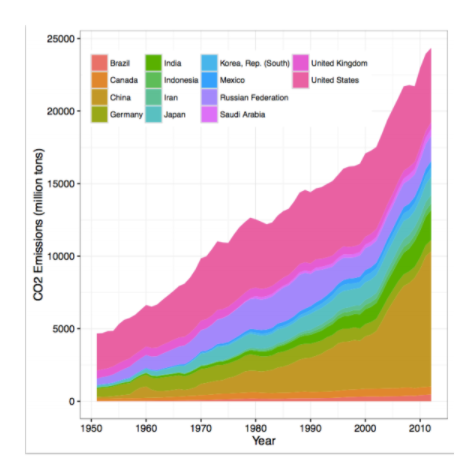 25000
Brazil India Korea, Rep. (South) United Kingdom
Canada Indonesia Mexico United States
China Iran Russian Federation
Germany Japan Saudi Arabia
20000
15000
CO2 Emissions (million tons)
10000
5000
0
1950 1960 1970 1980 1990 2000 2010
Year